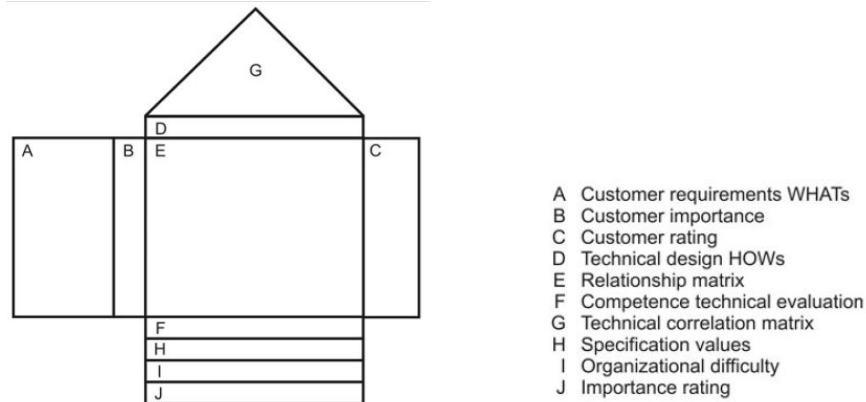 G
D
A
B
E
C
F
H
I
J
A Customer requirements WHATs
B Customer importance
C Customer rating
D Technical design HOWs
E Relationship matrix
F Competence technical evaluation
G Technical correlation matrix
H Specification values
I Organizational difficulty
J Importance rating